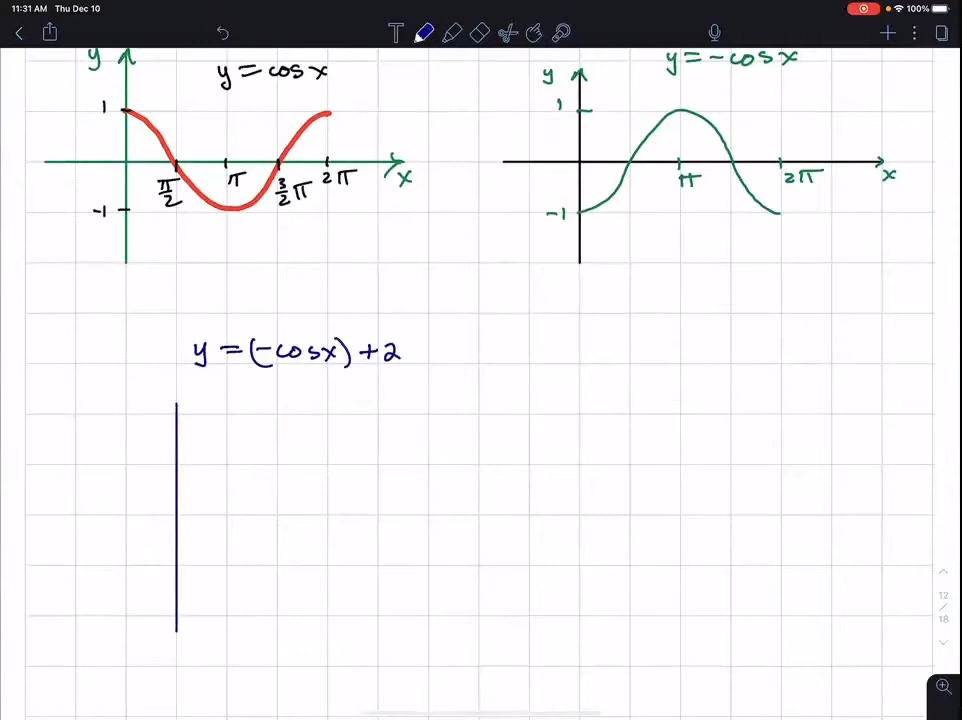 11:31 AM Thu Dec 10
100%
y
y = cos x
1
-1
π/2
π
3/2 π
2π
x
y
y = -cos x
1
-1
π
2π
x
y = (-cosx) + 2
12
/
18